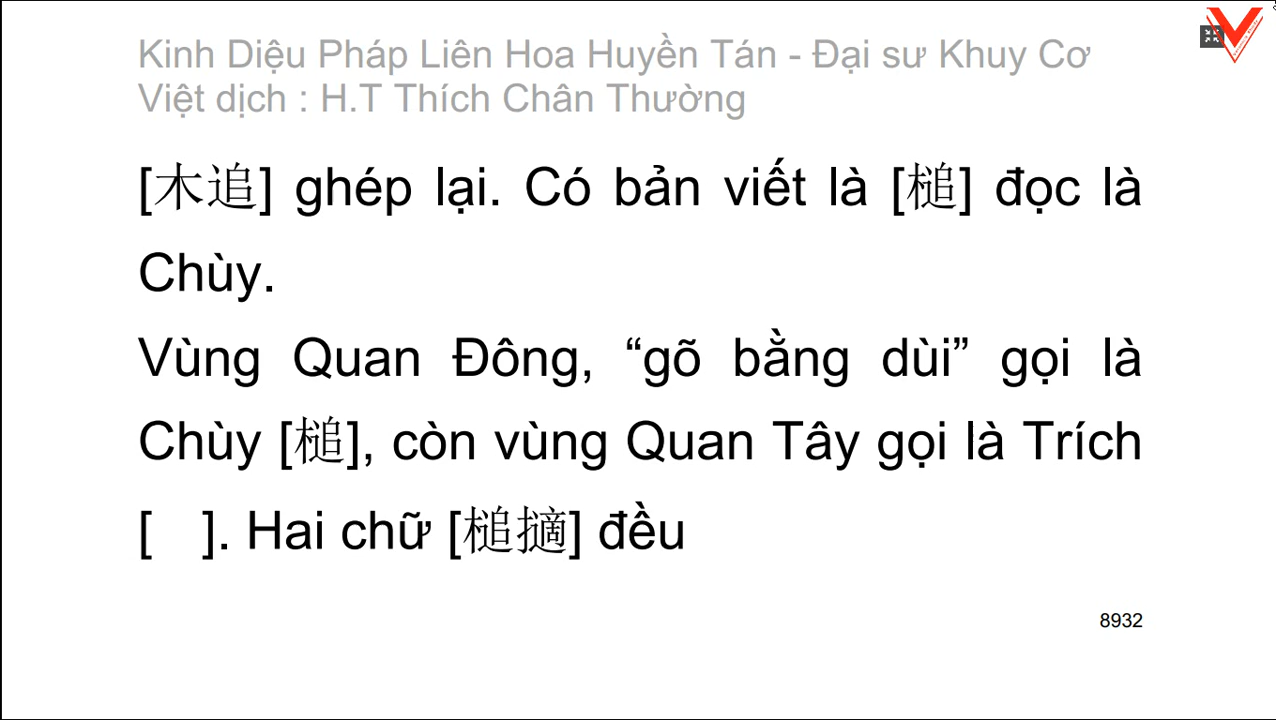 Kinh Diệu Pháp Liên Hoa Huyền Tán - Đại sư Khuy Cơ
Việt dịch : H.T Thích Chân Thường
[木追] ghép lại. Có bản viết là [槌] đọc là
Chùy.
Vùng Quan Đông, “gõ bằng dùi” gọi là
Chùy [槌], còn vùng Quan Tây gọi là Trích
[ ]. Hai chữ [槌擿] đều
8932